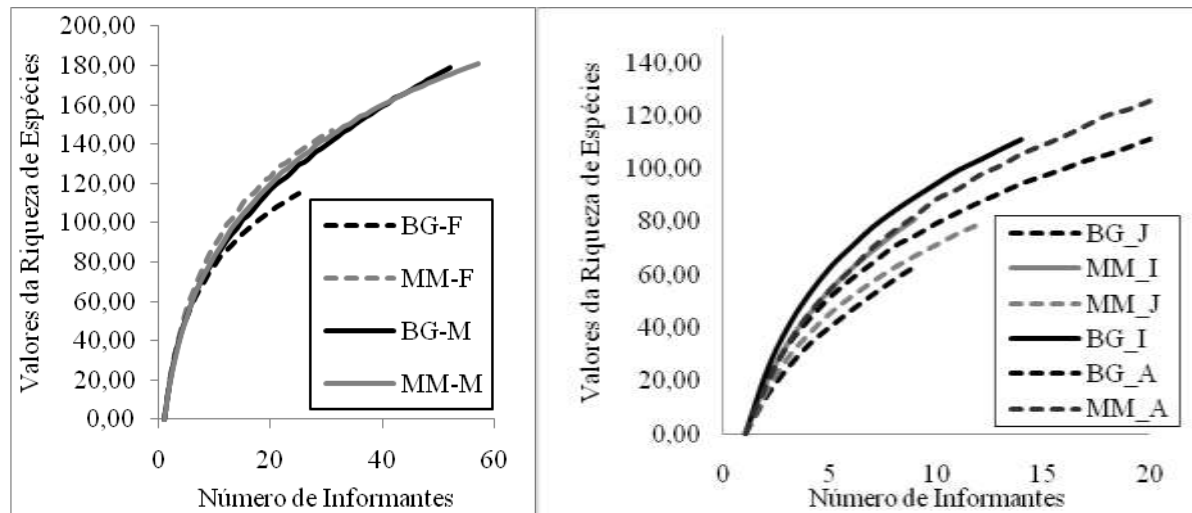 200,00
180,00
160,00
140,00
120,00
100,00
80,00
60,00
40,00
20,00
0,00
Valores da Riqueza de Espécies
0 20 40 60
Número de Informantes
BG-F
MM-F
BG-M
MM-M
140,00
120,00
100,00
80,00
60,00
40,00
20,00
0,00
Valores da Riqueza de Espécies
0 5 10 15 20
Número de Informantes
BG_J
MM_I
MM_J
BG_I
BG_A
MM_A